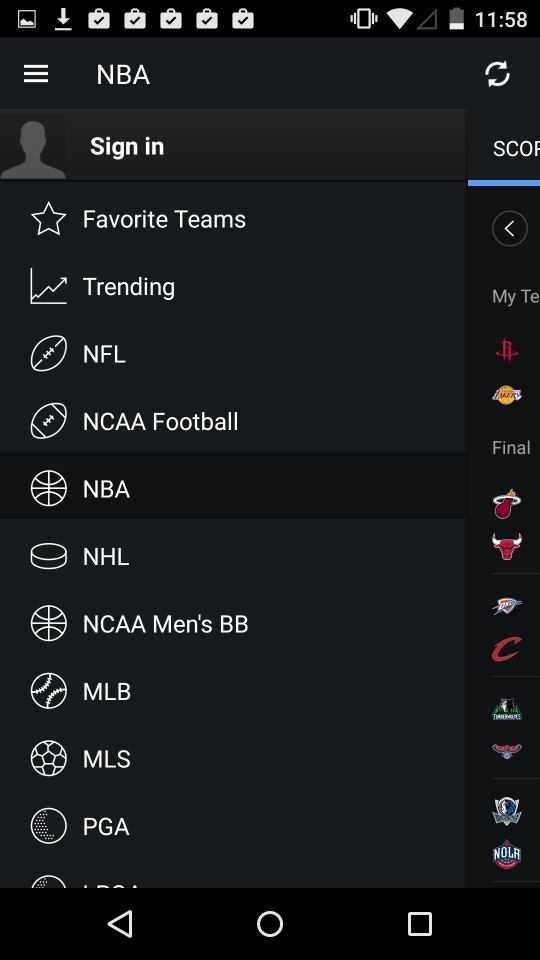 11:58
NBA
Sign in
SCOR
Favorite Teams
Trending
My Te
NFL
NCAA Football
Final
NBA
NHL
NCAA Men's BB
MLB
MLS
PGA
NOLA